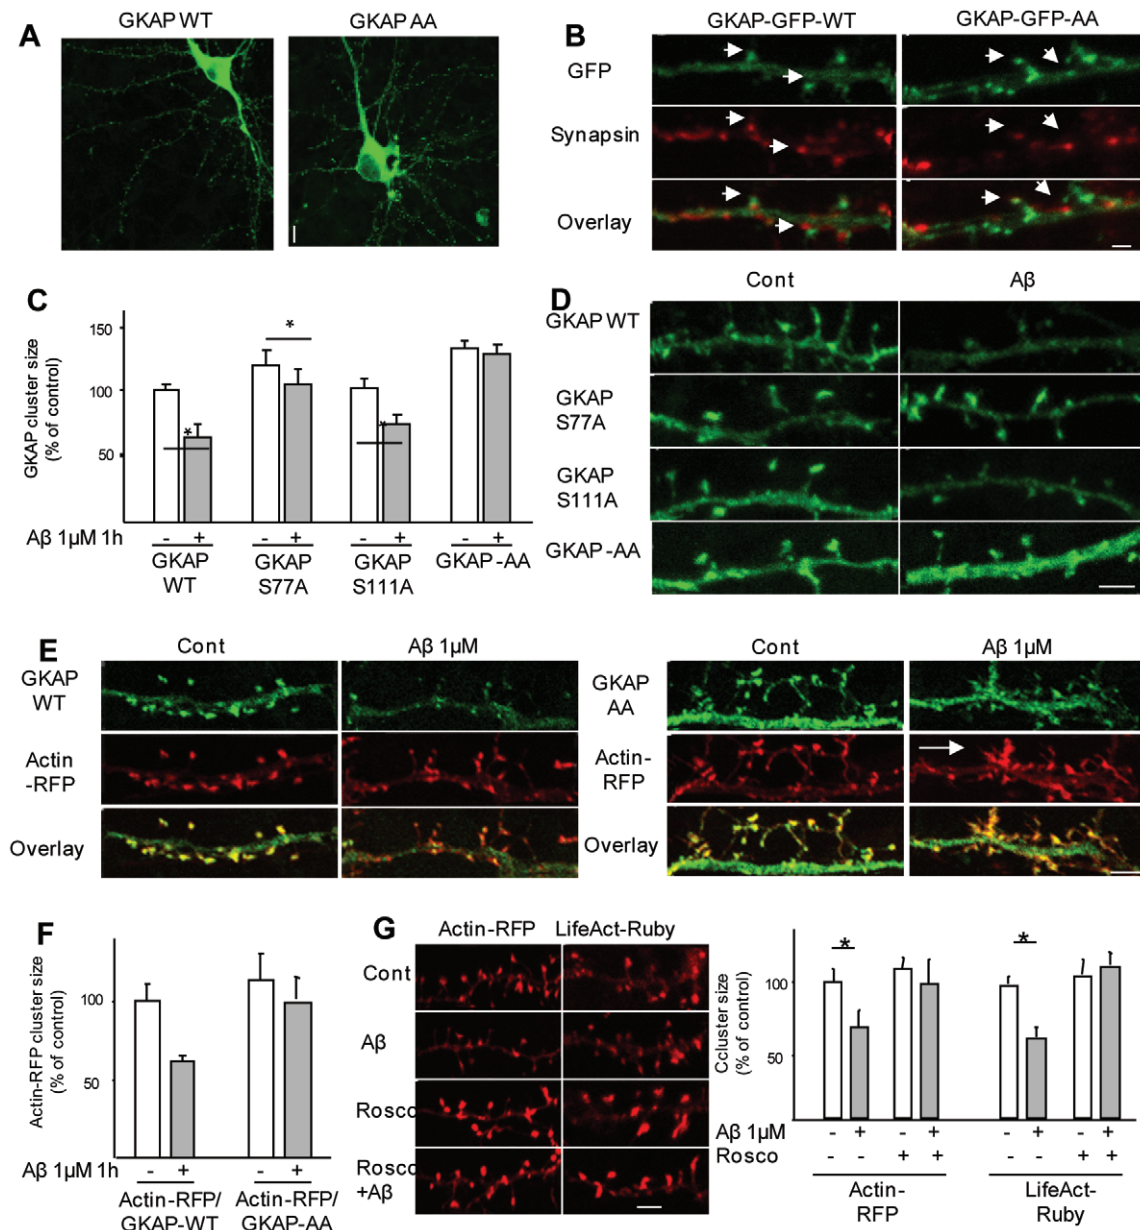 A
GKAP WT
GKAP AA
B
GKAP-GFP-WT
GKAP-GFP-AA
GFP
Synapsin
Overlay
C
GKAP cluster size
(% of control)
150
100
50
*
*
*
Aβ 1µM 1h
- + - + - + - +
GKAP
WT
GKAP
S77A
GKAP
S111A
GKAP-AA
D
Cont
Aβ
GKAP WT
GKAP
S77A
GKAP
S111A
GKAP-AA
E
Cont
Aβ 1µM
GKAP
WT
Actin
-RFP
Overlay
Cont
Aβ 1µM
GKAP
AA
Actin-
RFP
Overlay
F
Actin-RFP cluster size
(% of control)
100
50
Aβ 1µM 1h
- + - +
Actin-RFP/
GKAP-WT
Actin-RFP/
GKAP-AA
G
Actin-RFP
LifeAct-Ruby
Cont
Aβ
Rosco
Rosco
+Aβ
Ccluster size
(% of control)
100
50
*
*
Aβ 1µM
- + - + - + - +
Rosco
- - + + - - + +
Actin-
RFP
LifeAct-
Ruby